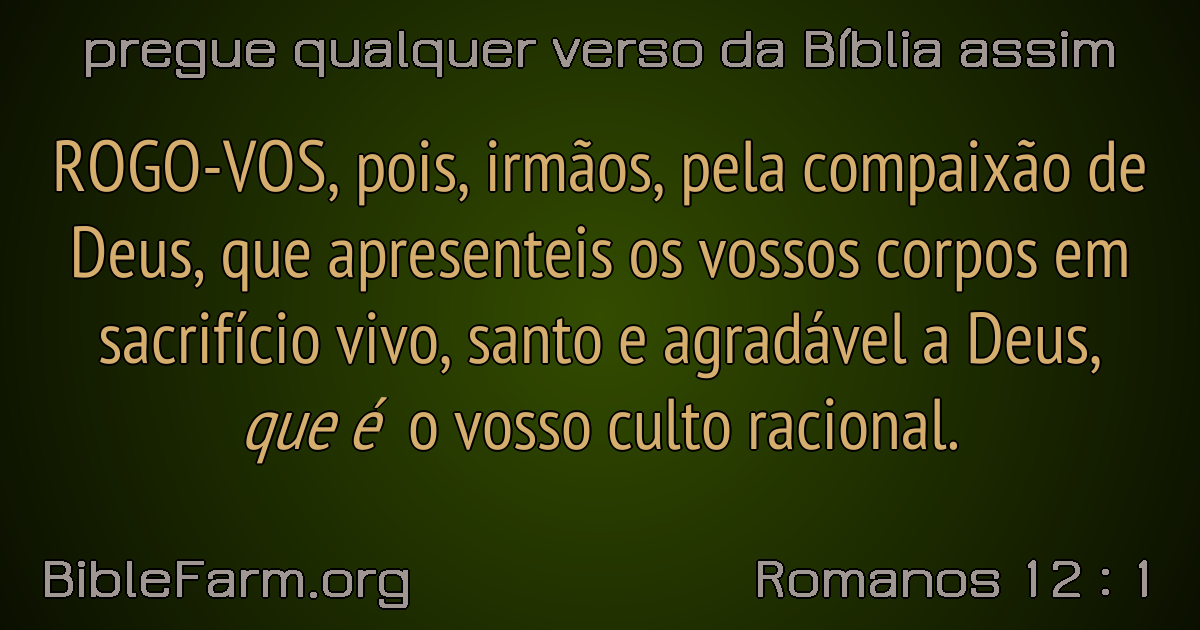 pregue qualquer verso da Bíblia assim
ROGO-VOS, pois, irmãos, pela compaixão de
Deus, que apresenteis os vossos corpos em
sacrifício vivo, santo e agradável a Deus,
que é o vosso culto racional.
BibleFarm.org
Romanos 12 : 1